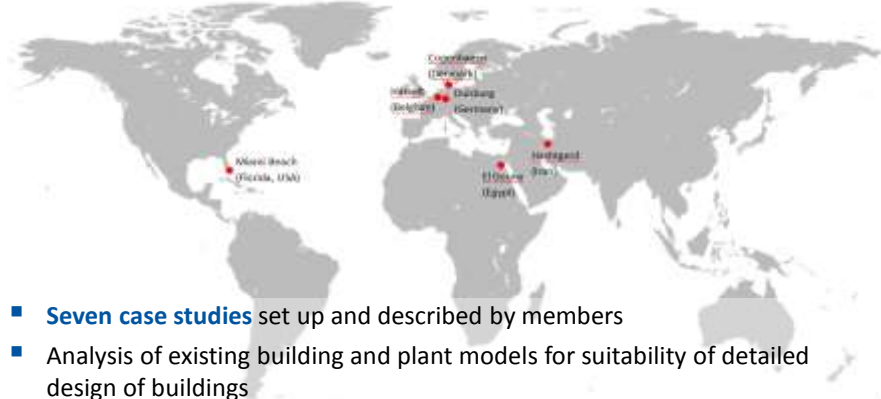 Copenhagen
(Denmark)
Hasselt
(Belgium)
Duisburg
(Germany)
Miami Beach
(Florida, USA)
Hashtgerd
(Iran)
El Gouna
(Egypt)
Seven case studies set up and described by members
Analysis of existing building and plant models for suitability of detailed
design of buildings